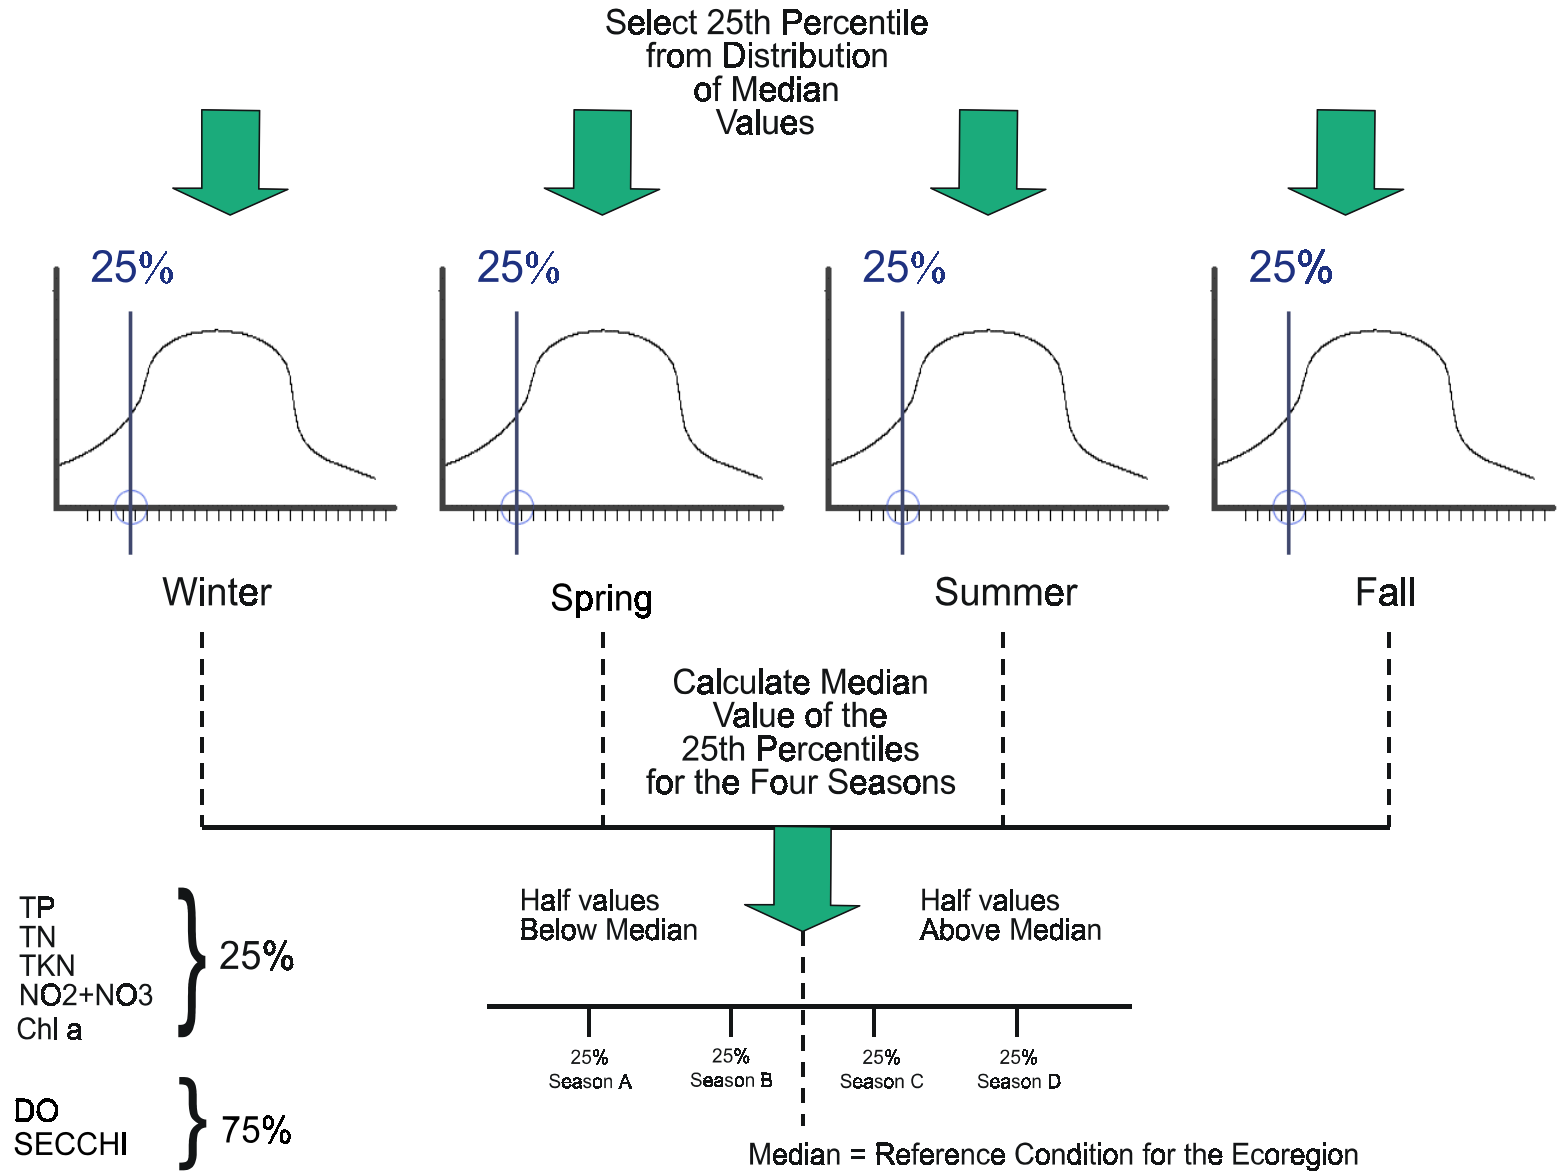 Select 25th Percentile
from Distribution
of Median
Values
25%
25%
25%
25%
Winter
Spring
Summer
Fall
Calculate Median
Value of the
25th Percentiles
for the Four Seasons
TP
TN
TKN
NO2+NO3
Chl a
25%
DO
SECCHI
75%
Half values
Below Median
Half values
Above Median
25%
Season A
25%
Season B
25%
Season C
25%
Season D
Median = Reference Condition for the Ecoregion